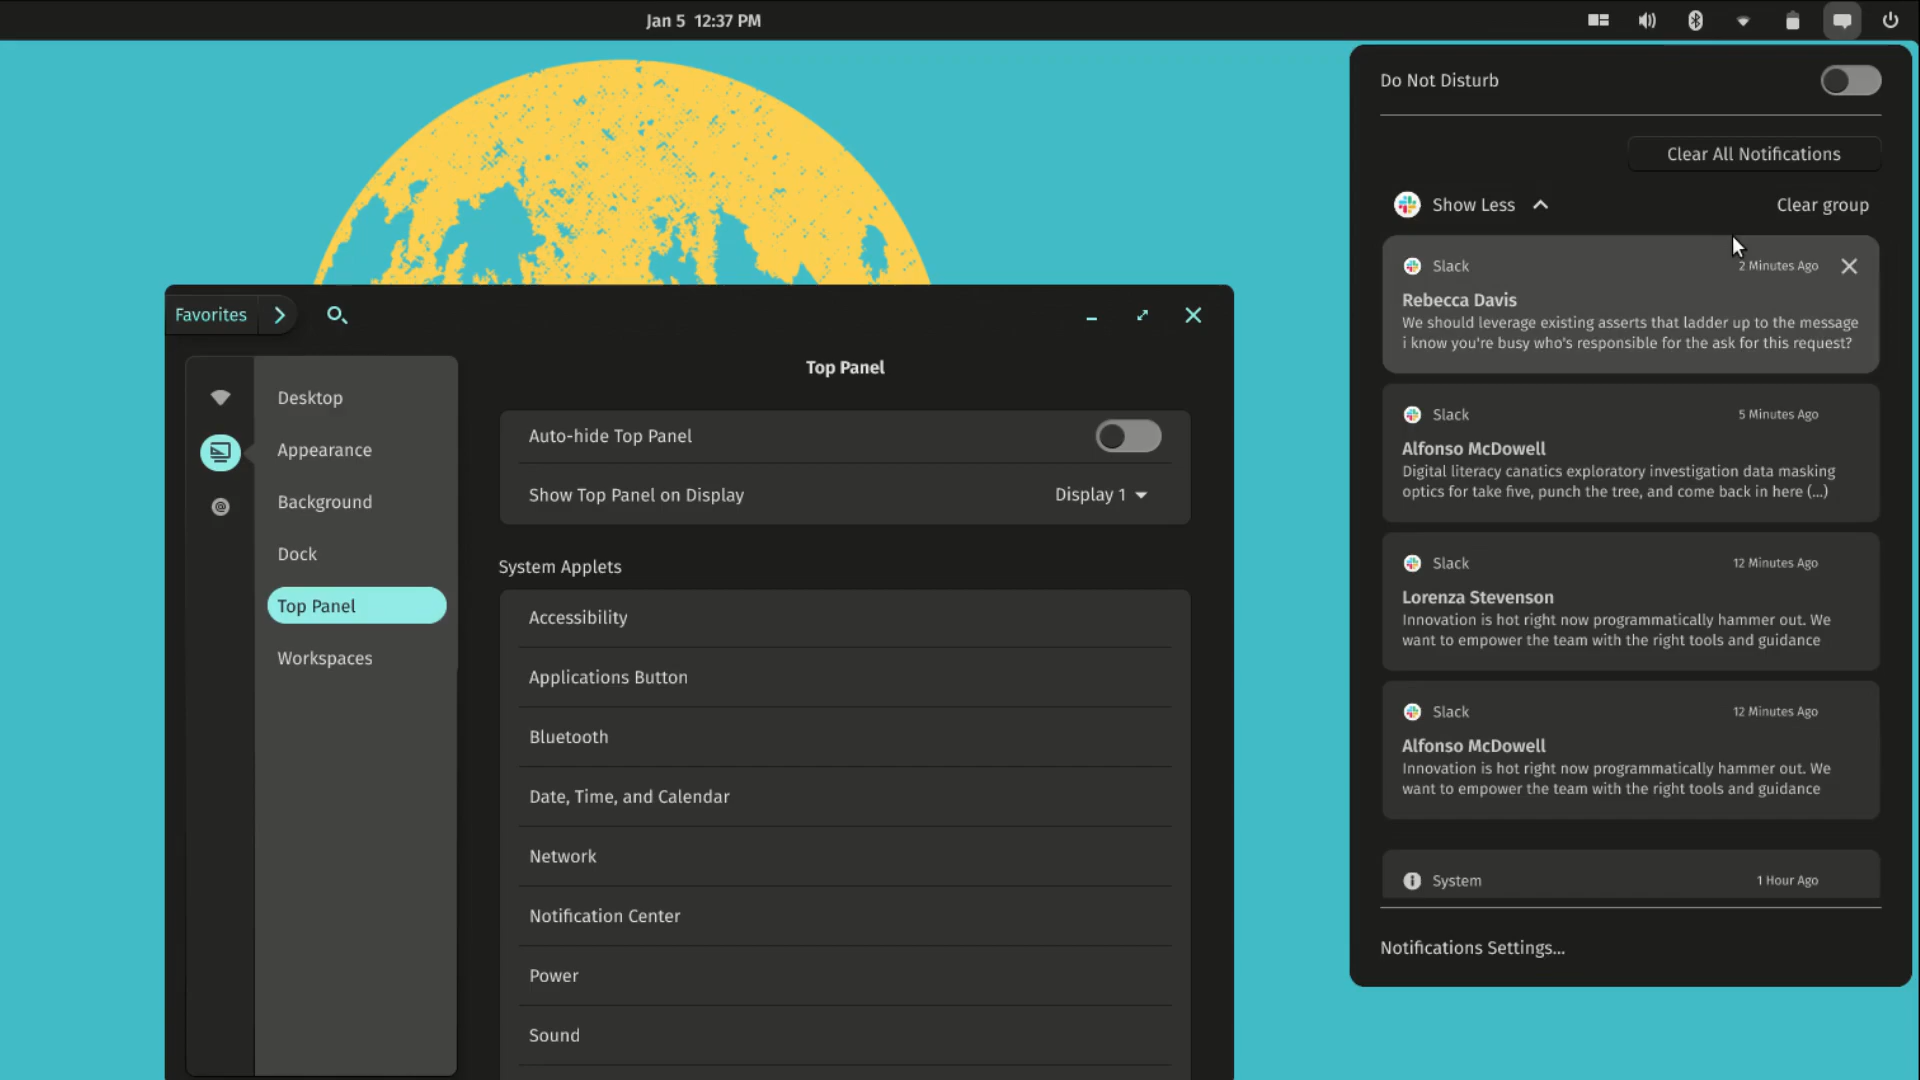 Jan 5 12:37 PM
Do Not Disturb
Clear All Notifications
Show Less
Clear group
Slack
2 Minutes Ago
Rebecca Davis
We should leverage existing asserts that ladder up to the message
i know you're busy who's responsible for the ask for this request?
Slack
5 Minutes Ago
Alfonso McDowell
Digital literacy canatics exploratory investigation data masking
optics for take five, punch the tree, and come back in here (...)
Slack
12 Minutes Ago
Lorenza Stevenson
Innovation is hot right now programmatically hammer out. We
want to empower the team with the right tools and guidance
Slack
12 Minutes Ago
Alfonso McDowell
Innovation is hot right now programmatically hammer out. We
want to empower the team with the right tools and guidance
System
1 Hour Ago
Notifications Settings...
Favorites
Desktop
Appearance
Background
Dock
Top Panel
Workspaces
Top Panel
Auto-hide Top Panel
Show Top Panel on Display
Display 1
System Applets
Accessibility
Applications Button
Bluetooth
Date, Time, and Calendar
Network
Notification Center
Power
Sound